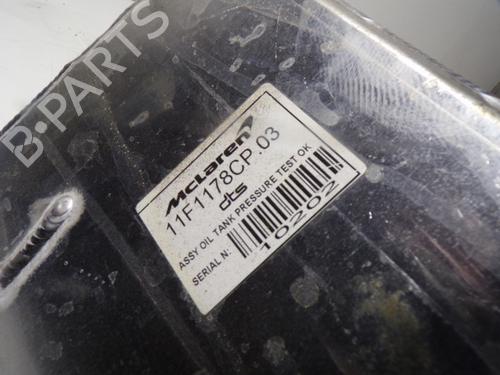 B-PARTS
McLaren
11F1178CP.03
dts
ASSY OIL TANK PRESSURE TEST OK
SERIAL N:
10202